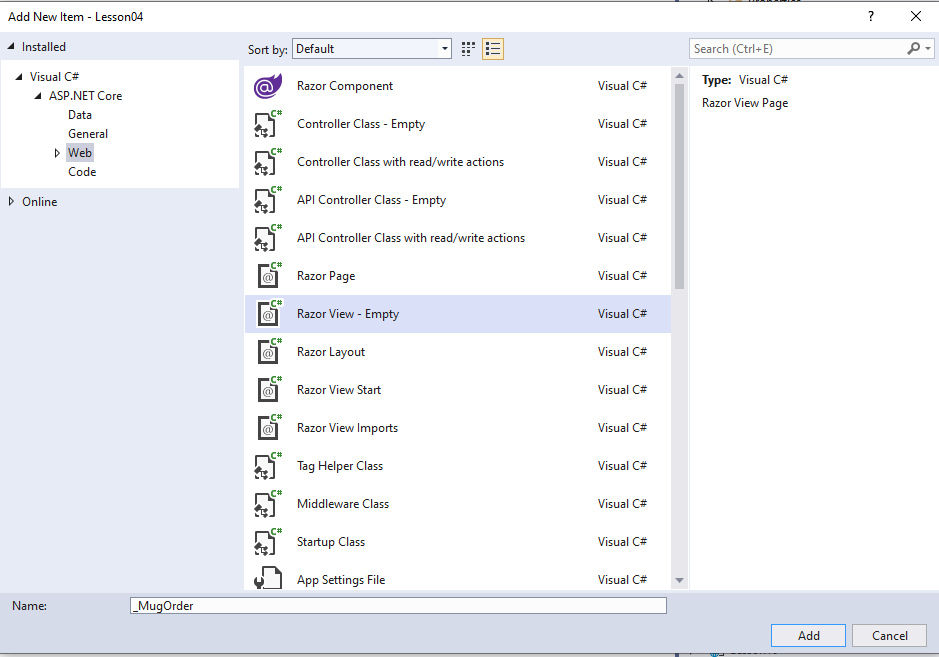 Add New Item - Lesson04
?
Installed
Visual C#
ASP.NET Core
Data
General
Web
Code
Online
Sort by: Default
Razor Component Visual C#
Controller Class - Empty Visual C#
Controller Class with read/write actions Visual C#
API Controller Class - Empty Visual C#
API Controller Class with read/write actions Visual C#
Razor Page Visual C#
Razor View - Empty Visual C#
Razor Layout Visual C#
Razor View Start Visual C#
Razor View Imports Visual C#
Tag Helper Class Visual C#
Middleware Class Visual C#
Startup Class Visual C#
App Settings File Visual C#
Search (Ctrl+E)
Type: Visual C#
Razor View Page
Name: _MugOrder
Add Cancel